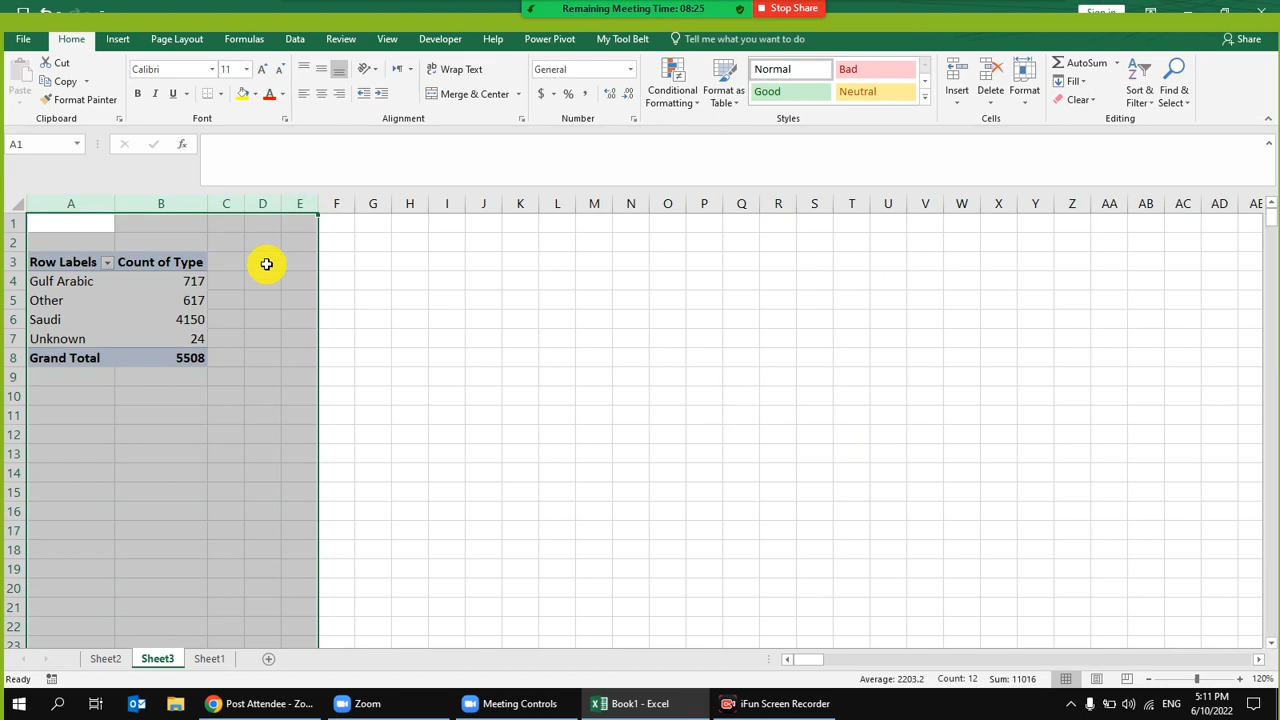 Remaining Meeting Time: 08:25 Stop Share
Sign in
File Home Insert Page Layout Formulas Data Review View Developer Help Power Pivot My Tool Belt Tell me what you want to do Share
Paste Cut Copy Format Painter
Calibri 11
B I U A
Wrap Text
Merge & Center
General
$ % ,
Conditional Formatting
Format as Table
Normal Bad
Good Neutral
Insert Delete Format
AutoSum
Fill
Clear
Sort & Filter
Find & Select
Clipboard Font Alignment Number Styles Cells Editing
A1 fx
A B C D E F G H I J K L M N O P Q R S T U V W X Y Z AA AB AC AD AE
1
2
3 Row Labels Count of Type
4 Gulf Arabic 717
5 Other 617
6 Saudi 4150
7 Unknown 24
8 Grand Total 5508
9
10
11
12
13
14
15
16
17
18
19
20
21
22
23
Sheet2 Sheet3 Sheet1
Ready Average: 2203.2 Count: 12 Sum: 11016 120%
Post Attendee - Zo... Zoom Meeting Controls Book1 - Excel iFun Screen Recorder ENG 5:11 PM
6/10/2022